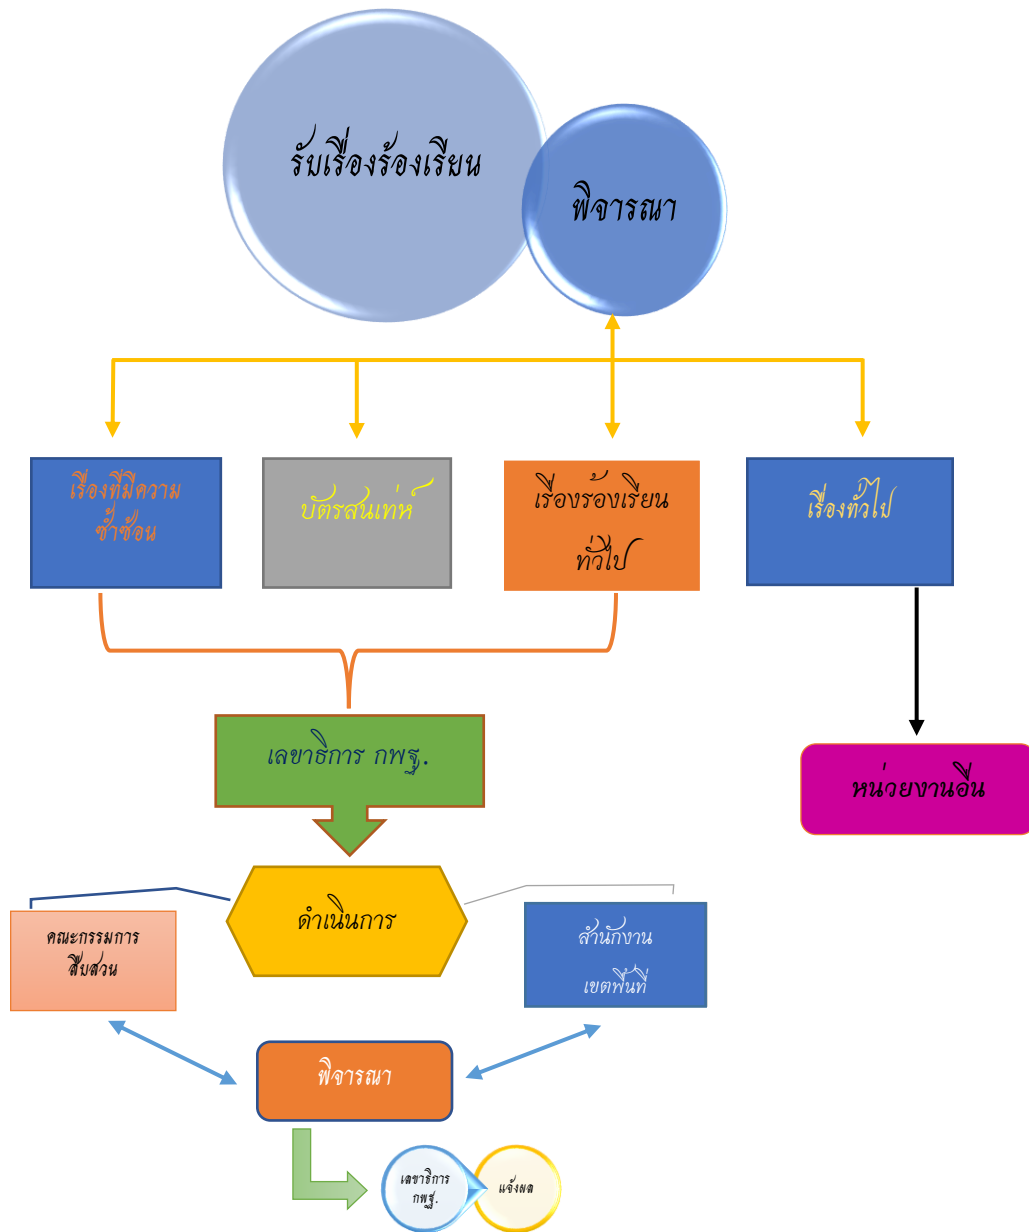 รับเรื่องร้องเรียน
พิจารณา
เรื่องที่มีความ
ซ้ำซ้อน
บัตรสนเท่ห์
เรื่องร้องเรียน
ทั่วไป
เรื่องทั่วไป
เลขาธิการ กพฐ.
หน่วยงานอื่น
ดำเนินการ
คณะกรรมการ
สืบสวน
สำนักงาน
เขตพื้นที่
พิจารณา
เลขาธิการ
กพฐ.
แจ้งผล